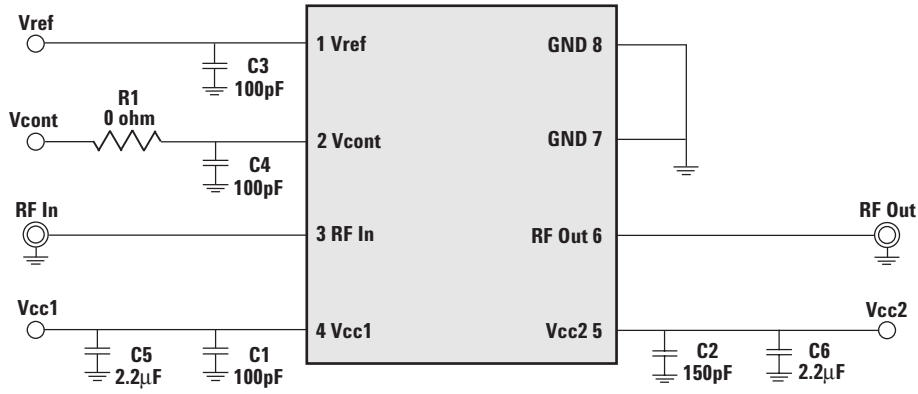 Vref
1 Vref
GND 8
C3
100pF
R1
0 ohm
Vcont
2 Vcont
GND 7
C4
100pF
RF In
3 RF In
RF Out 6
RF Out
Vcc1
4 Vcc1
Vcc2 5
Vcc2
C5
2.2µF
C1
100pF
C2
150pF
C6
2.2µF